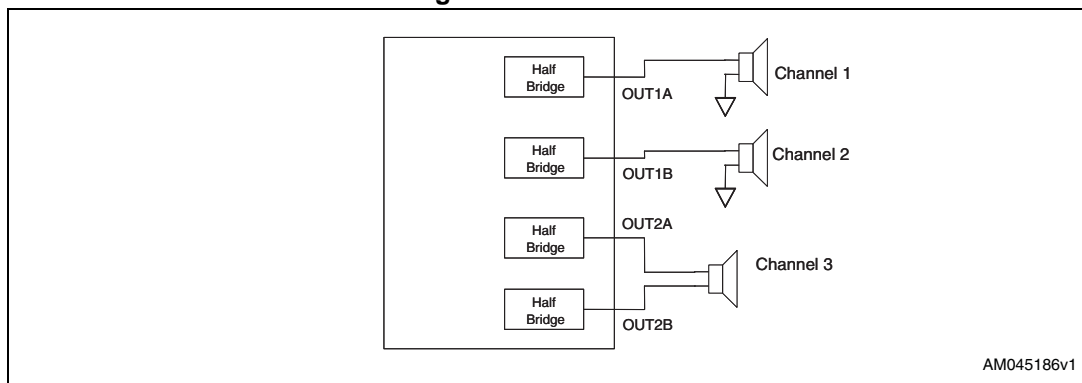 Half
Bridge
OUT1A
Channel 1
Half
Bridge
OUT1B
Channel 2
Half
Bridge
OUT2A
Channel 3
Half
Bridge
OUT2B
AM045186v1